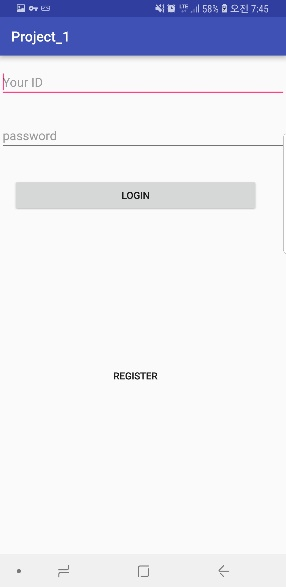 58% 오전 7:45
Project_1
Your ID
password
LOGIN
REGISTER